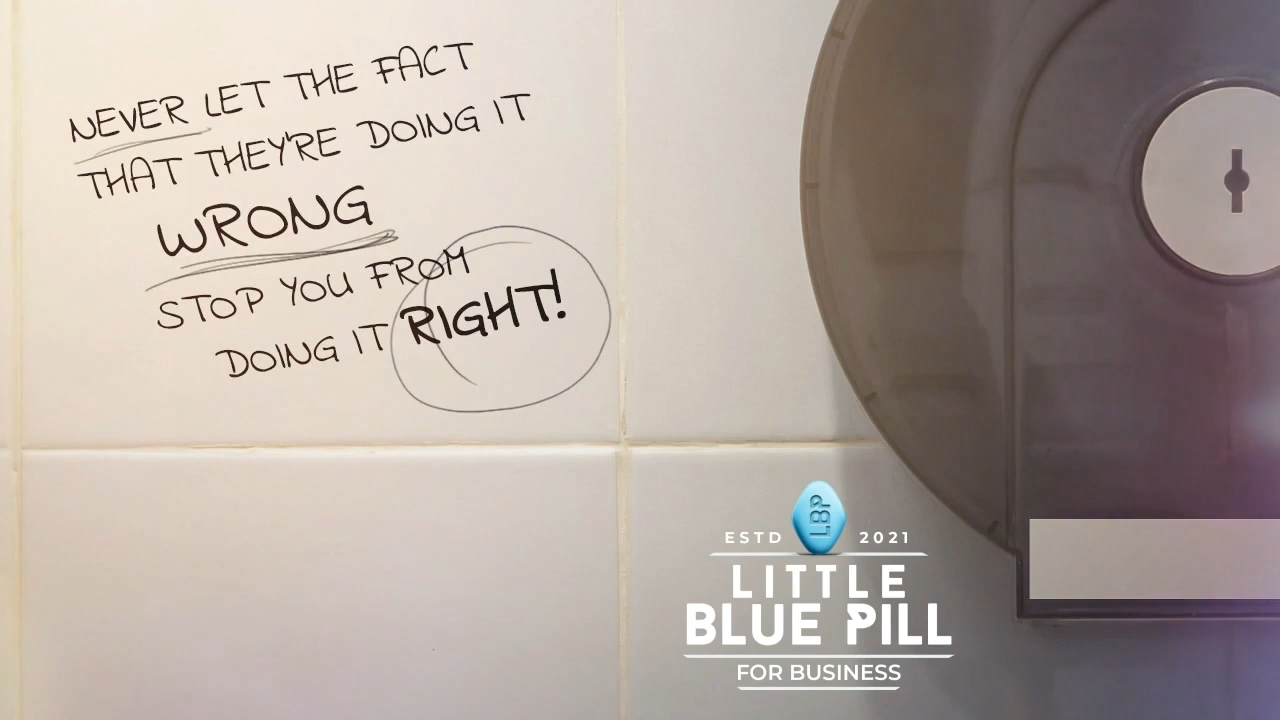 NEVER LET THE FACT
THAT THEY'RE DOING IT
WRONG
STOP YOU FROM
DOING IT RIGHT!
LBP
ESTD 2021
LITTLE
BLUE PILL
FOR BUSINESS